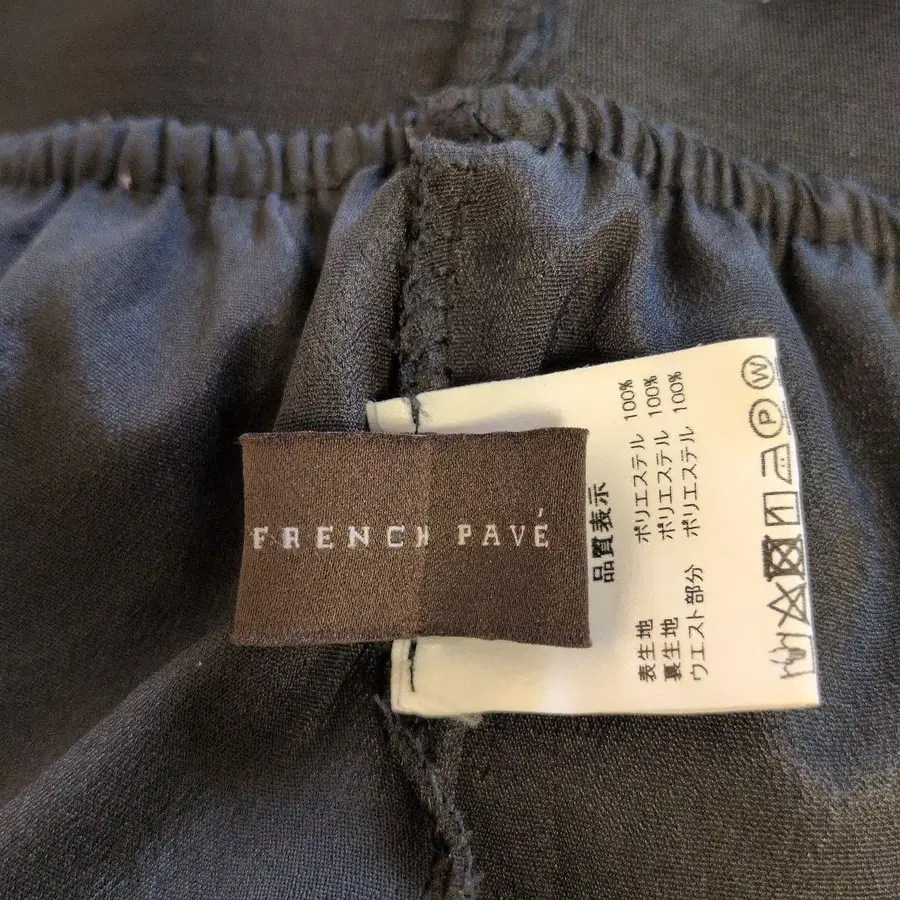 FRENCH PAVÉ
品質表示
表生地 ポリエステル 100%
裏生地 ポリエステル 100%
ウエスト部分 ポリエステル 100%
P W